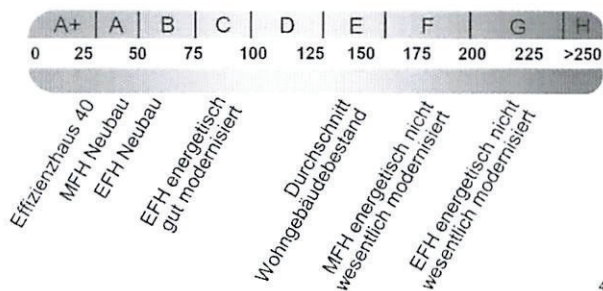 A+ A B C D E F G H
0 25 50 75 100 125 150 175 200 225 >250
Effizienzhaus 40
MFH Neubau
EFH Neubau
EFH energetisch
gut modernisiert
Durchschnitt
Wohngebäudebestand
MFH energetisch nicht
wesentlich modernisiert
EFH energetisch nicht
wesentlich modernisiert